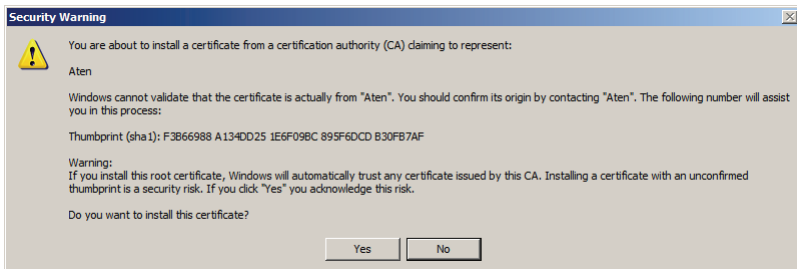 Security Warning
You are about to install a certificate from a certification authority (CA) claiming to represent:
Aten
Windows cannot validate that the certificate is actually from "Aten". You should confirm its origin by contacting "Aten". The following number will assist
you in this process:
Thumbprint (sha1): F3B66988 A134DD25 1E6F09BC 895F6DCD B30FB7AF
Warning:
If you install this root certificate, Windows will automatically trust any certificate issued by this CA. Installing a certificate with an unconfirmed
thumbprint is a security risk. If you click "Yes" you acknowledge this risk.
Do you want to install this certificate?
Yes
No